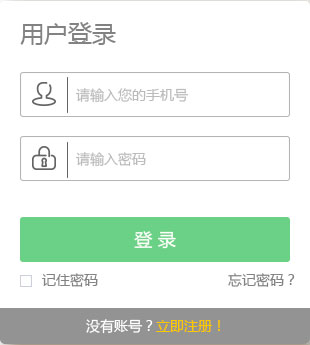 用户登录
请输入您的手机号
请输入密码
登 录
记住密码 忘记密码？
没有账号？立即注册！